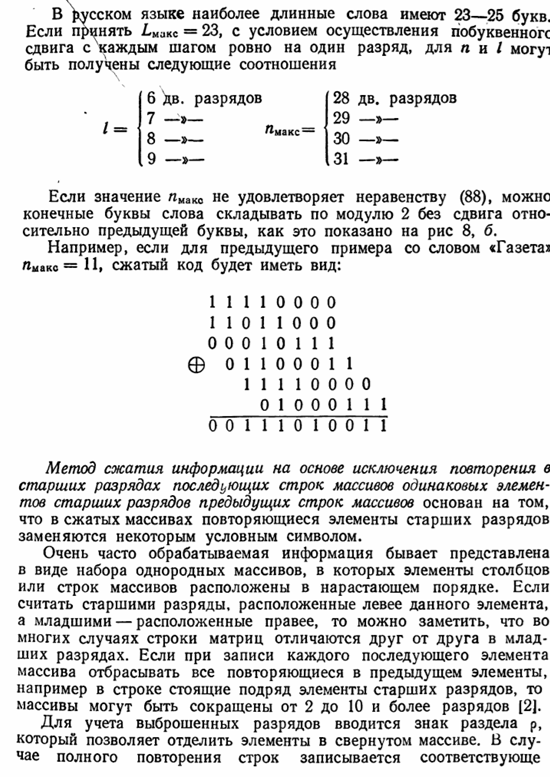 В русском языке наиболее длинные слова имеют 23—25 букв.
Если принять Lмакс = 23, с условием осуществления побуквенного
сдвига с каждым шагом ровно на один разряд, для n и l могут
быть получены следующие соотношения
l = { 6 дв. разрядов nмакс = { 28 дв. разрядов
7 —»— 29 —»—
8 —»— 30 —»—
9 —»— 31 —»—
Если значение nмакс не удовлетворяет неравенству (88), можно
конечные буквы слова складывать по модулю 2 без сдвига отно-
сительно предыдущей буквы, как это показано на рис 8, б.
Например, если для предыдущего примера со словом «Газета»
nмакс = 11, сжатый код будет иметь вид:
1 1 1 1 0 0 0 0
1 1 0 1 1 0 0 0
0 0 0 1 0 1 1 1
⊕ 0 1 1 0 0 0 1 1
1 1 1 1 0 0 0 0
0 1 0 0 0 1 1 1
0 0 1 1 1 0 1 0 0 1 1
Метод сжатия информации на основе исключения повторения в
старших разрядах последующих строк массивов одинаковых элемен-
тов старших разрядов предыдущих строк массивов основан на том,
что в сжатых массивах повторяющиеся элементы старших разрядов
заменяются некоторым условным символом.
Очень часто обрабатываемая информация бывает представлена
в виде набора однородных массивов, в которых элементы столбцов
или строк массивов расположены в нарастающем порядке. Если
считать старшими разряды, расположенные левее данного элемента,
а младшими — расположенные правее, то можно заметить, что во
многих случаях строки матриц отличаются друг от друга в млад-
ших разрядах. Если при записи каждого последующего элемента
массива отбрасывать все повторяющиеся в предыдущем элементы,
например в строке стоящие подряд элементы старших разрядов, то
массивы могут быть сокращены от 2 до 10 и более разрядов [2].
Для учета выброшенных разрядов вводится знак раздела ρ,
который позволяет отделить элементы в свернутом массиве. В слу-
чае полного повторения строк записывается соответствующе